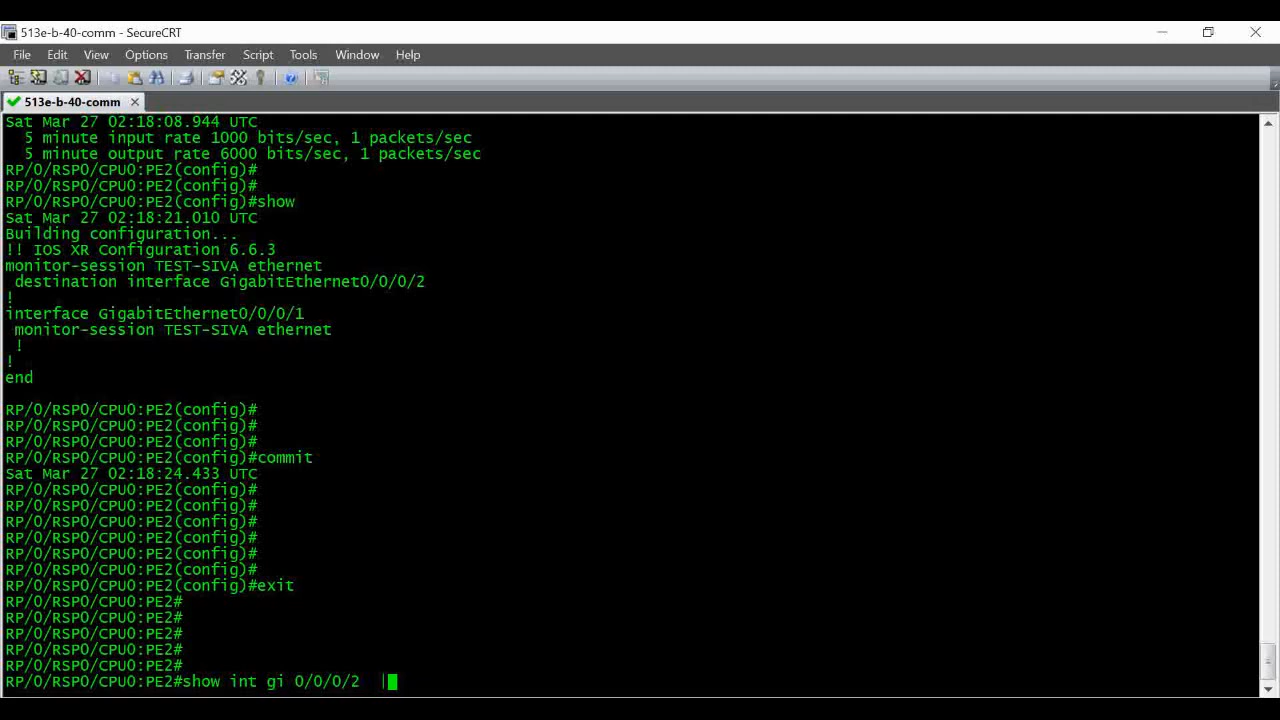 513e-b-40-comm - SecureCRT
File Edit View Options Transfer Script Tools Window Help
513e-b-40-comm
Sat Mar 27 02:18:08.944 UTC
  5 minute input rate 1000 bits/sec, 1 packets/sec
  5 minute output rate 6000 bits/sec, 1 packets/sec
RP/0/RSP0/CPU0:PE2(config)#
RP/0/RSP0/CPU0:PE2(config)#
RP/0/RSP0/CPU0:PE2(config)#show
Sat Mar 27 02:18:21.010 UTC
Building configuration...
!! IOS XR Configuration 6.6.3
monitor-session TEST-SIVA ethernet
 destination interface GigabitEthernet0/0/0/2
!
interface GigabitEthernet0/0/0/1
 monitor-session TEST-SIVA ethernet
 !
!
end
RP/0/RSP0/CPU0:PE2(config)#
RP/0/RSP0/CPU0:PE2(config)#
RP/0/RSP0/CPU0:PE2(config)#
RP/0/RSP0/CPU0:PE2(config)#commit
Sat Mar 27 02:18:24.433 UTC
RP/0/RSP0/CPU0:PE2(config)#
RP/0/RSP0/CPU0:PE2(config)#
RP/0/RSP0/CPU0:PE2(config)#
RP/0/RSP0/CPU0:PE2(config)#
RP/0/RSP0/CPU0:PE2(config)#
RP/0/RSP0/CPU0:PE2(config)#
RP/0/RSP0/CPU0:PE2(config)#exit
RP/0/RSP0/CPU0:PE2#
RP/0/RSP0/CPU0:PE2#
RP/0/RSP0/CPU0:PE2#
RP/0/RSP0/CPU0:PE2#
RP/0/RSP0/CPU0:PE2#
RP/0/RSP0/CPU0:PE2#show int gi 0/0/0/2  |